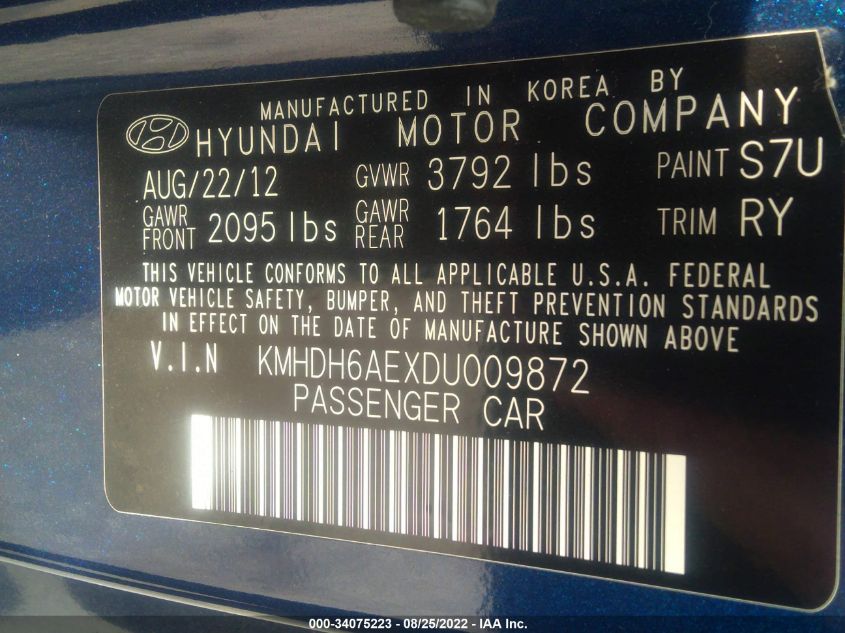 MANUFACTURED IN KOREA BY
HYUNDAI MOTOR COMPANY
AUG/22/12 GVWR 3792 lbs PAINT S7U
GAWR FRONT 2095 lbs GAWR REAR 1764 lbs TRIM RY
THIS VEHICLE CONFORMS TO ALL APPLICABLE U.S.A. FEDERAL
MOTOR VEHICLE SAFETY, BUMPER, AND THEFT PREVENTION STANDARDS
IN EFFECT ON THE DATE OF MANUFACTURE SHOWN ABOVE
V.I.N KMHDH6AEXDU009872
PASSENGER CAR
000-34075223 - 08/25/2022 - IAA Inc.